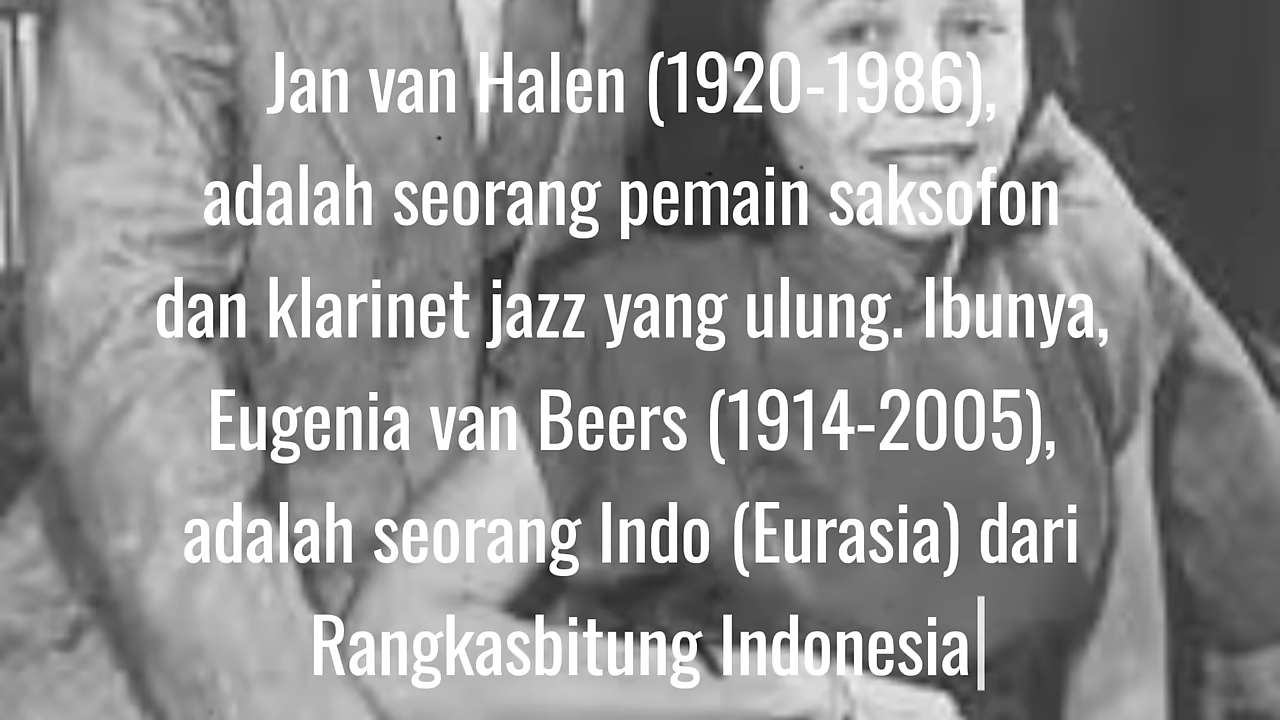 Jan van Halen (1920-1986),
adalah seorang pemain saksofon
dan klarinet jazz yang ulung. Ibunya,
Eugenia van Beers (1914-2005),
adalah seorang Indo (Eurasia) dari
Rangkasbitung Indonesia